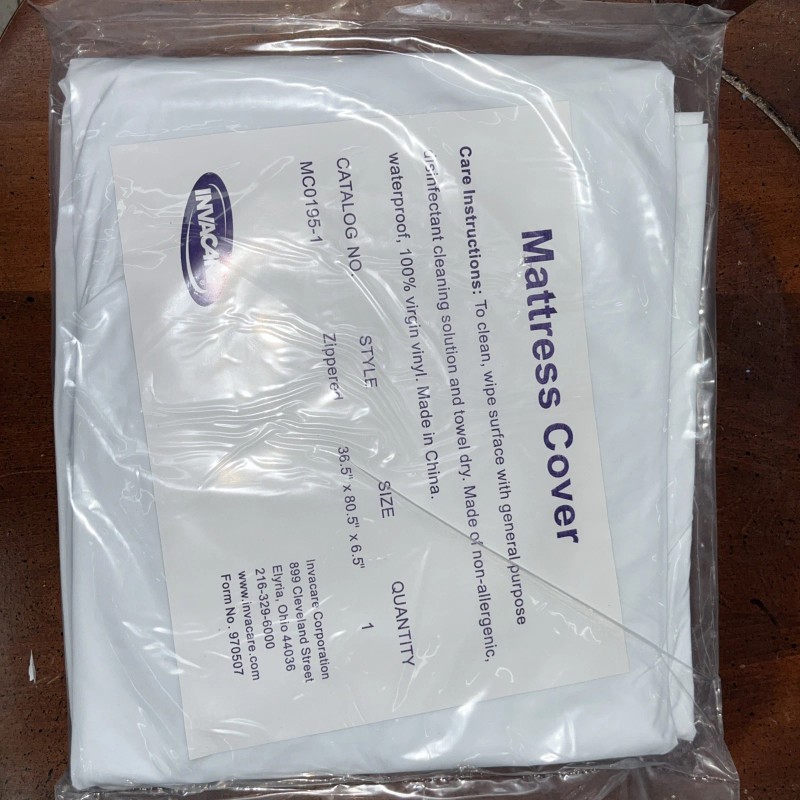 Mattress Cover
Care Instructions: To clean, wipe surface with general purpose
disinfectant cleaning solution and towel dry. Made of non-allergenic,
waterproof, 100% virgin vinyl. Made in China.
CATALOG NO. STYLE SIZE QUANTITY
MC0195-1 Zippered 36.5" x 80.5" x 6.5" 1
INVACARE
Invacare Corporation
899 Cleveland Street
Elyria, Ohio 44036
216-329-6000
www.invacare.com
Form No. 970507